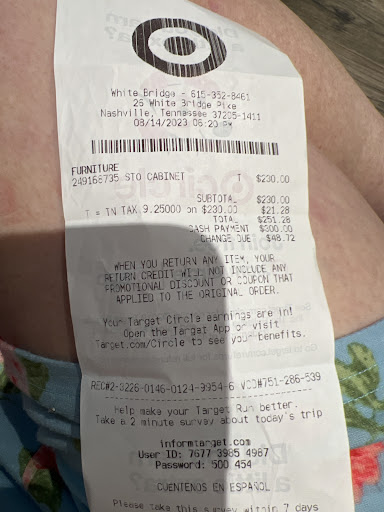 White Bridge - 615-352-8461
26 White Bridge Pike
Nashville, Tennessee 37205-1411
08/14/2023 06:20 PM
FURNITURE
249168735 STO CABINET T $230.00
SUBTOTAL $230.00
T = TN TAX 9.25000 on $230.00 $21.28
TOTAL $251.28
CASH PAYMENT $300.00
CHANGE DUE $48.72
WHEN YOU RETURN ANY ITEM, YOUR
RETURN CREDIT WILL NOT INCLUDE ANY
PROMOTIONAL DISCOUNT OR COUPON THAT
APPLIED TO THE ORIGINAL ORDER.
Your Target Circle earnings are in!
Open the Target App or visit
Target.com/Circle to see your benefits.
REC#2-3226-0146-0124-3954-6 VCD#751-286-539
Help make your Target Run better.
Take a 2 minute survey about today's trip
informtarget.com
User ID: 7677 3985 4987
Password: 500 454
CUENTENOS EN ESPAÑOL
Please take this survey within 7 days